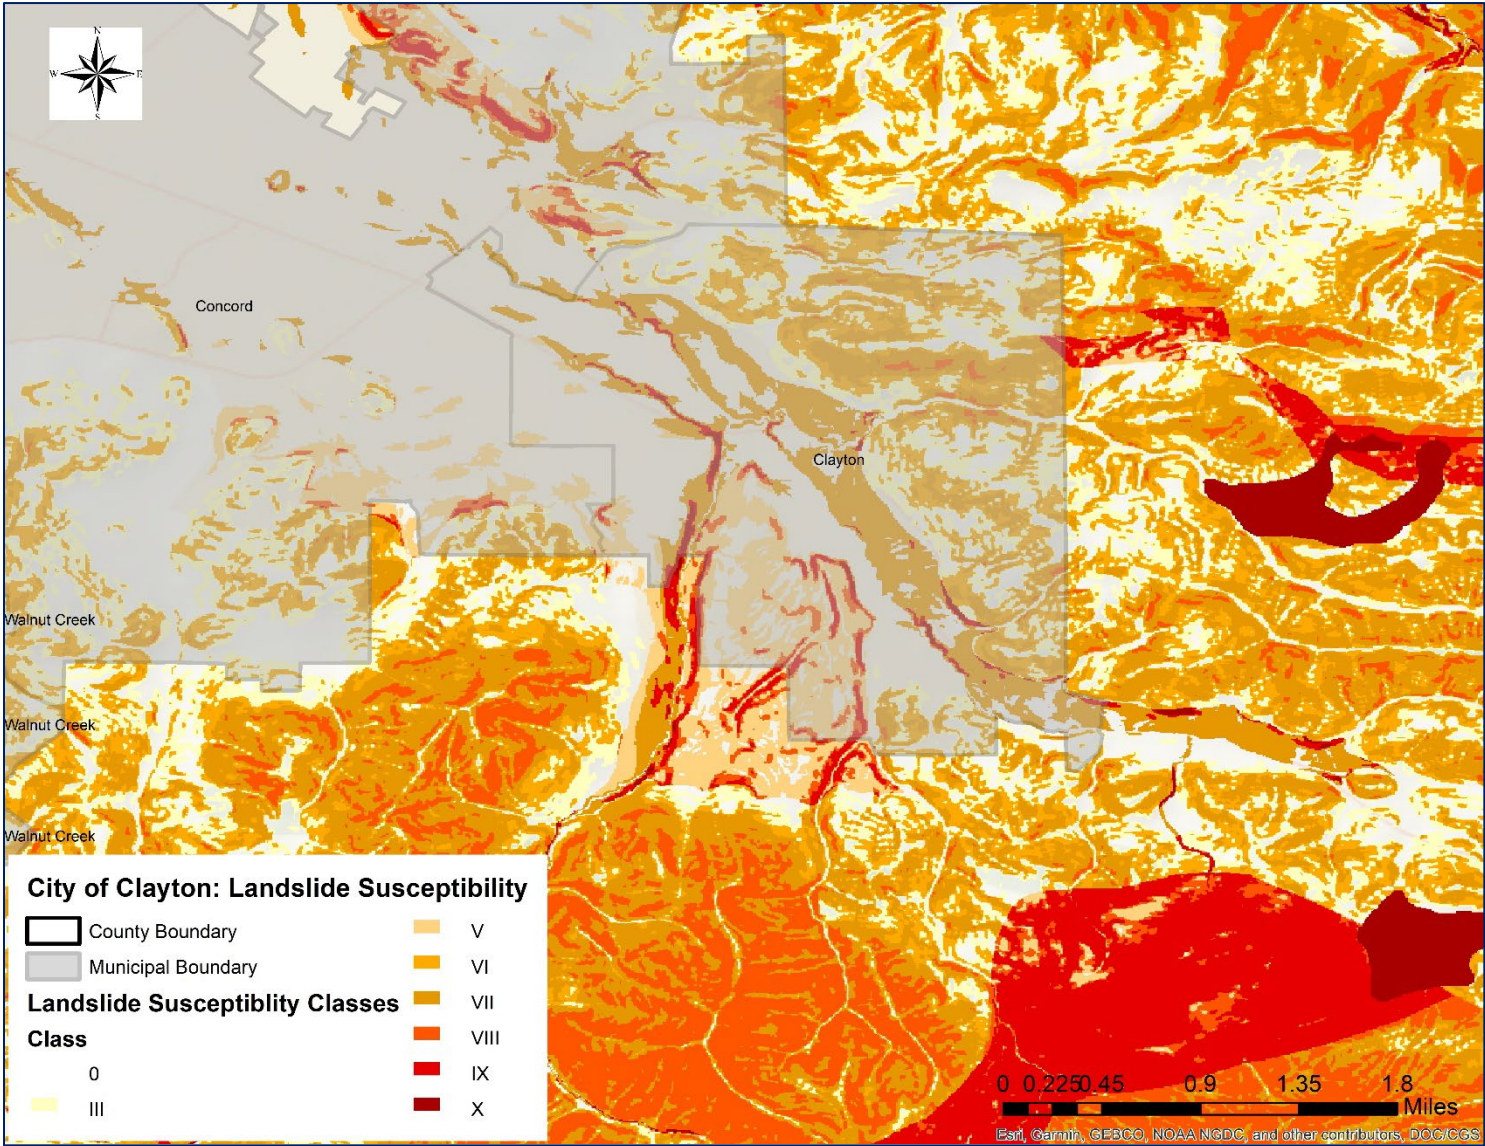 N
W E
S
Concord
Clayton
Walnut Creek
Walnut Creek
Walnut Creek
City of Clayton: Landslide Susceptibility
County Boundary
Municipal Boundary
Landslide Susceptiblity Classes
Class
0
III
V
VI
VII
VIII
IX
X
0 0.225 0.45 0.9 1.35 1.8
Miles
Esri, Garmin, GEBCO, NOAA NGDC, and other contributors, DOC/CGS